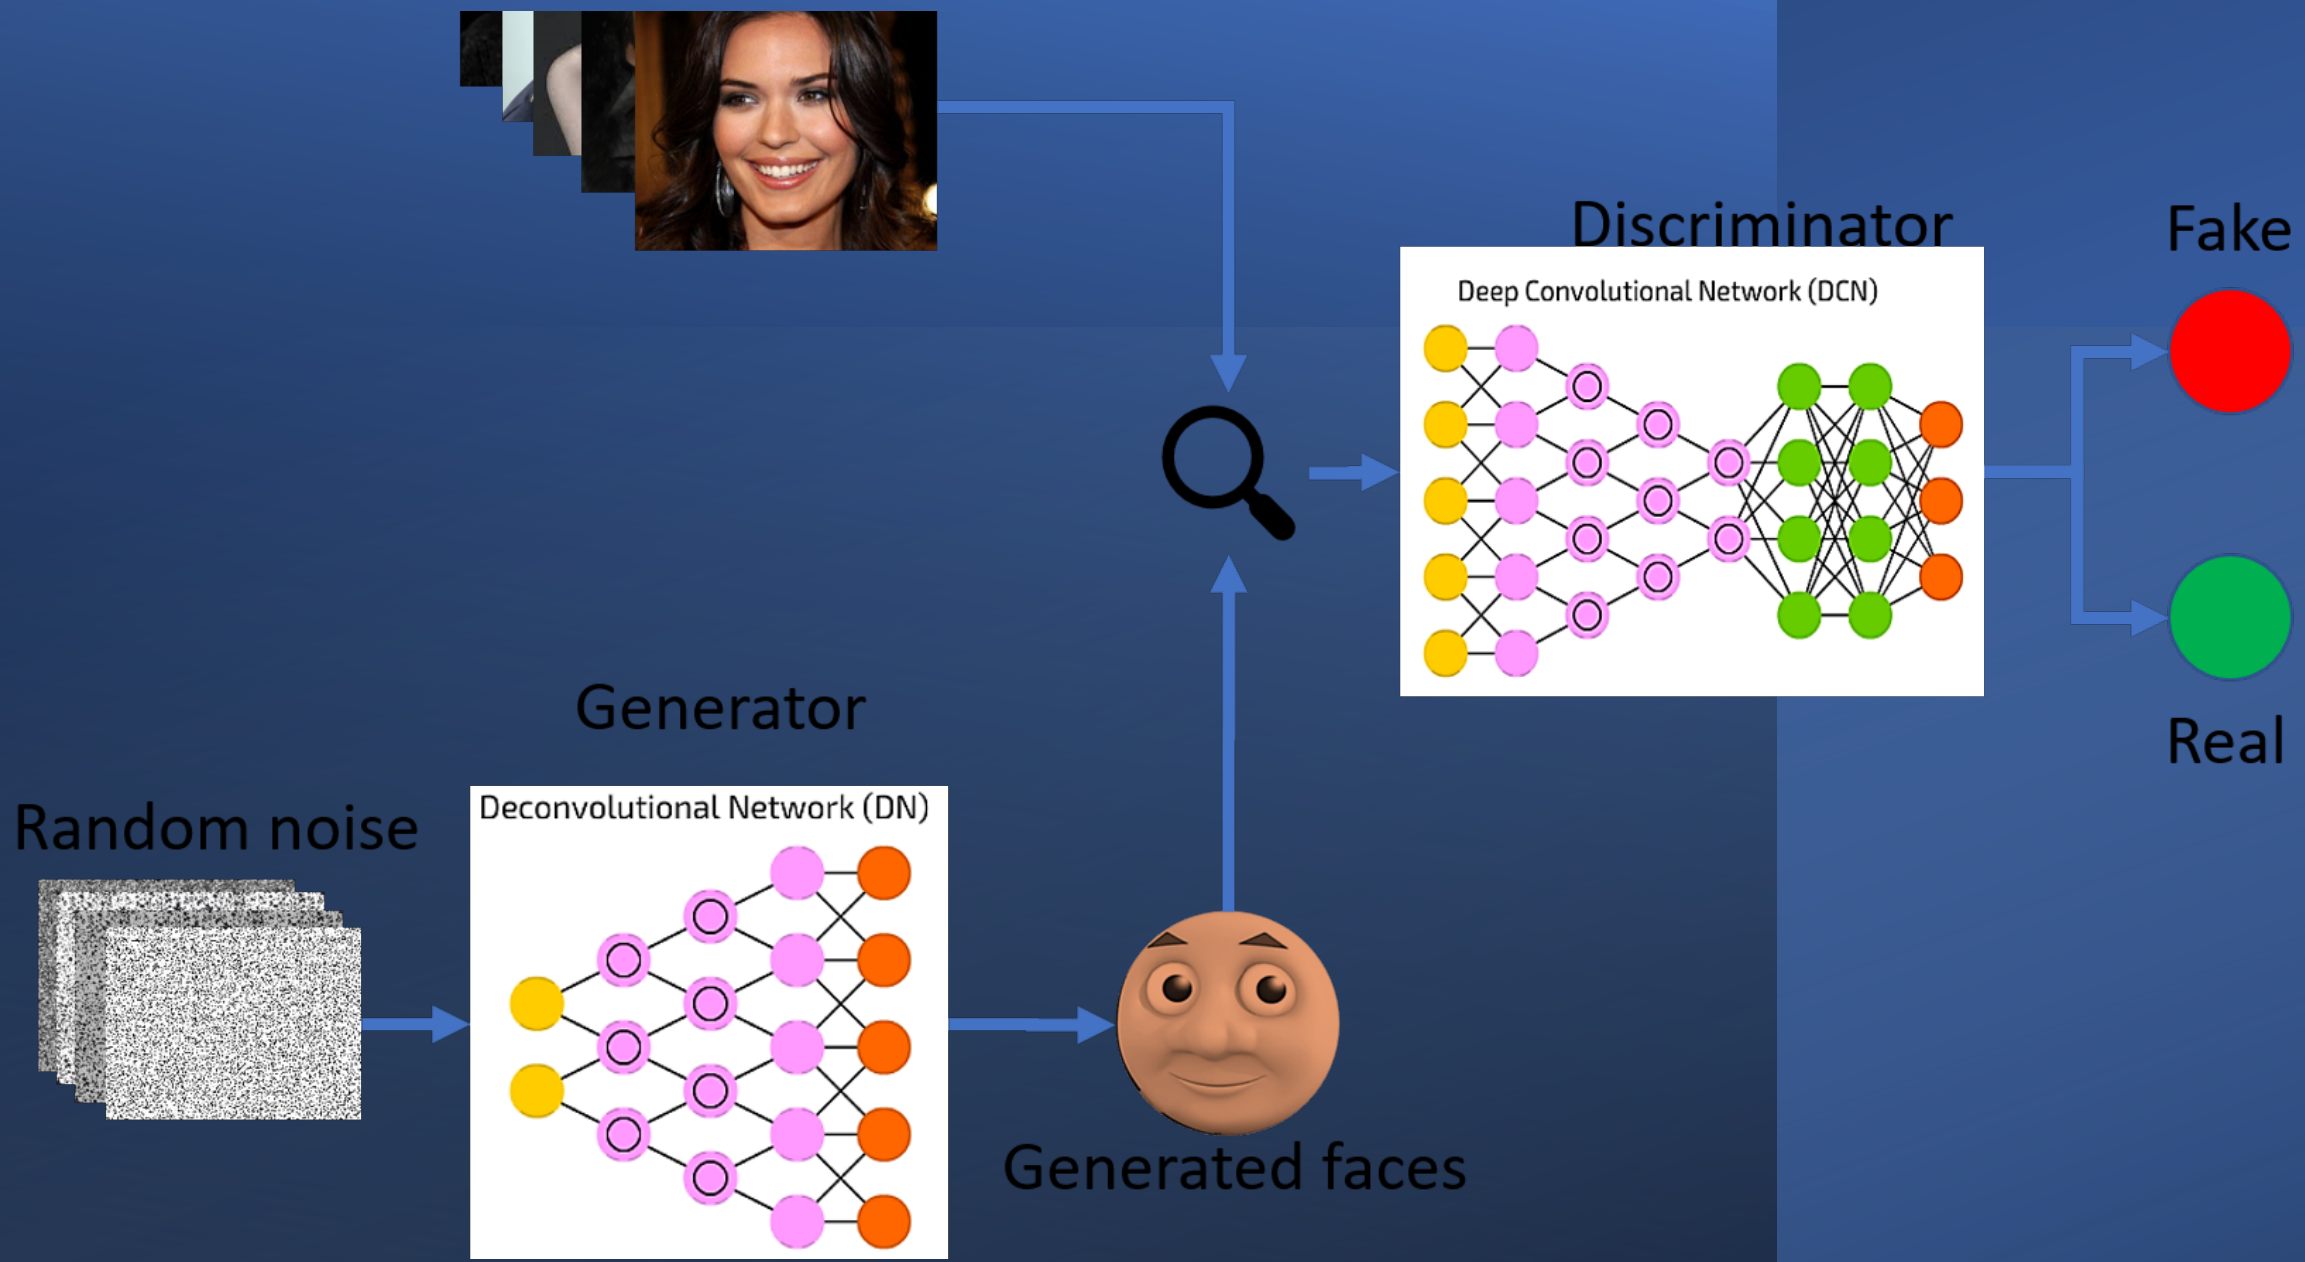 Discriminator
Fake
Deep Convolutional Network (DCN)
Generator
Real
Random noise
Deconvolutional Network (DN)
Generated faces